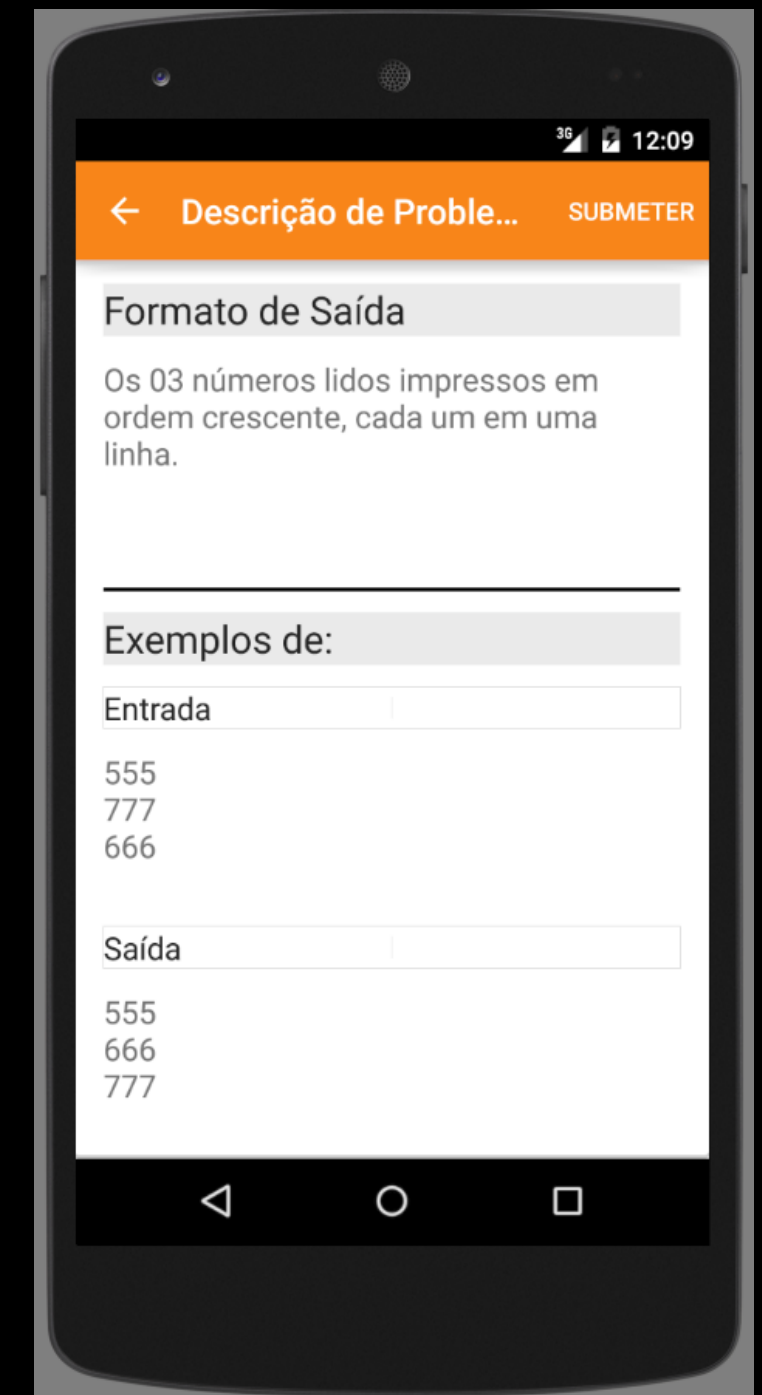 3G 12:09
Descrição de Proble... SUBMETER
Formato de Saída
Os 03 números lidos impressos em
ordem crescente, cada um em uma
linha.
Exemplos de:
Entrada
555
777
666
Saída
555
666
777